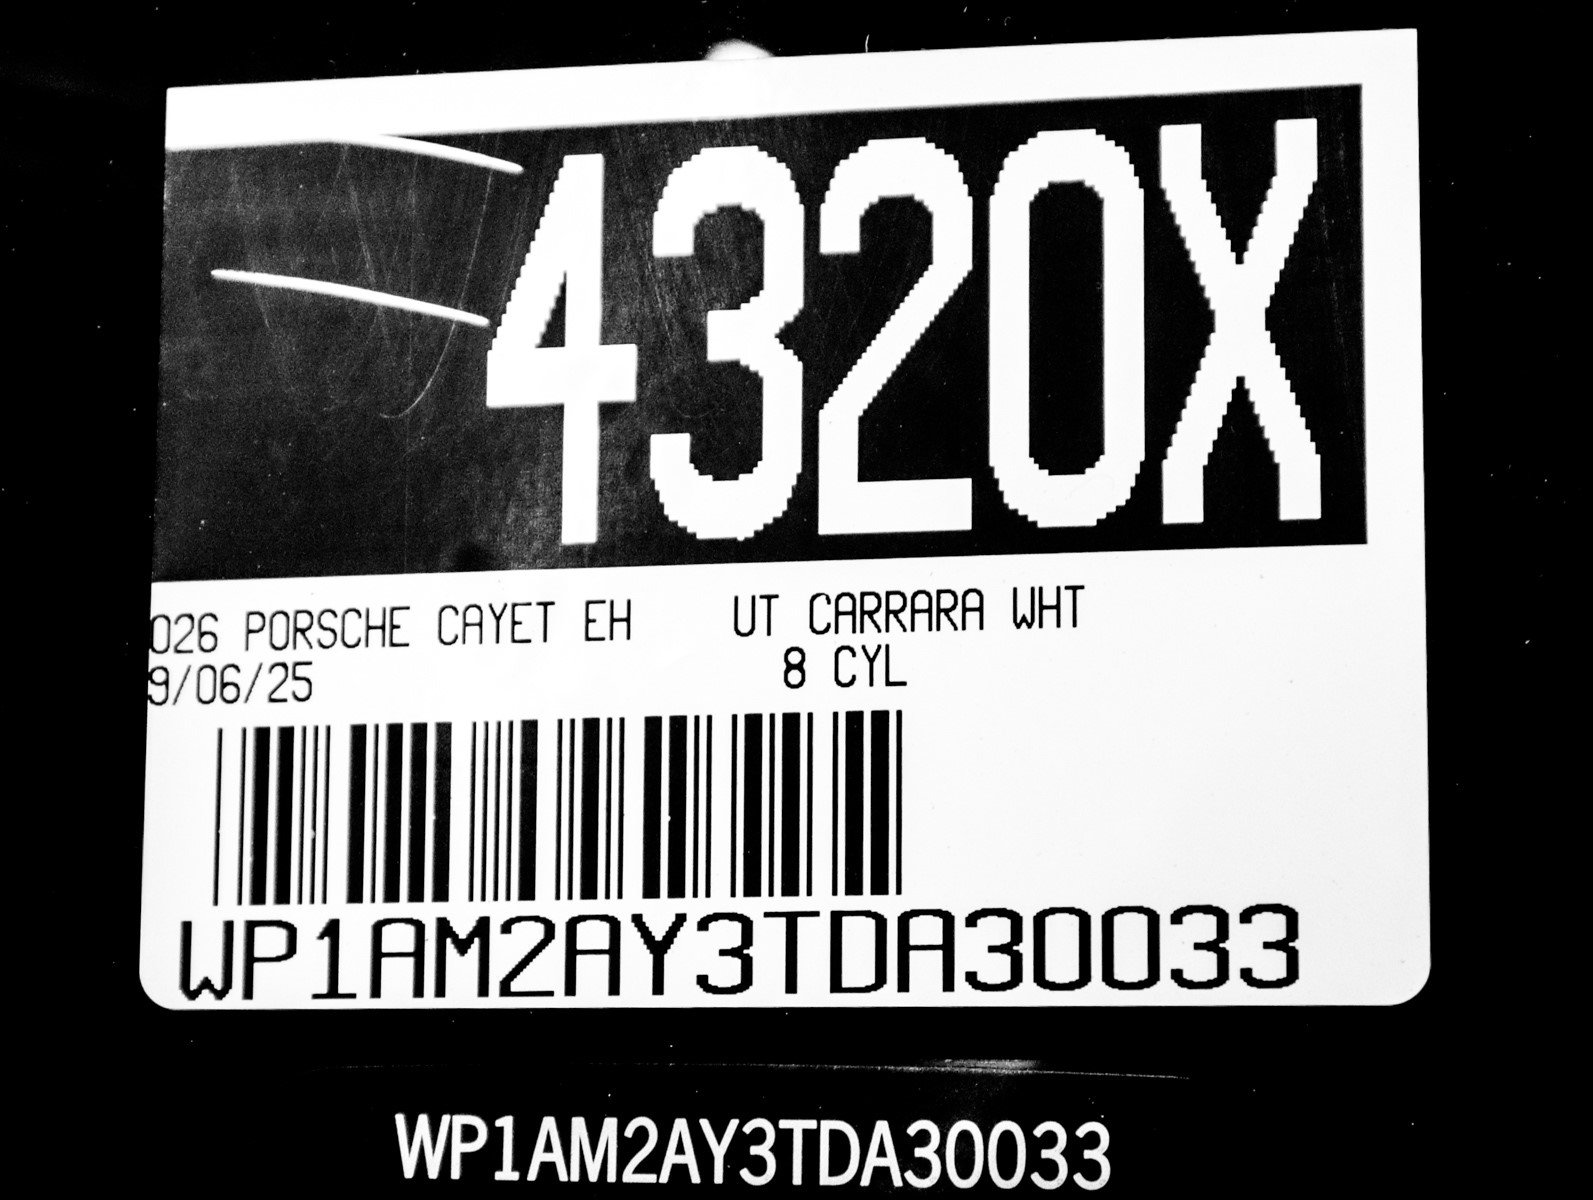 4320X
026 PORSCHE CAYET EH UT CARRARA WHT
9/06/25 8 CYL
WP1AM2AY3TDA30033
WP1AM2AY3TDA30033